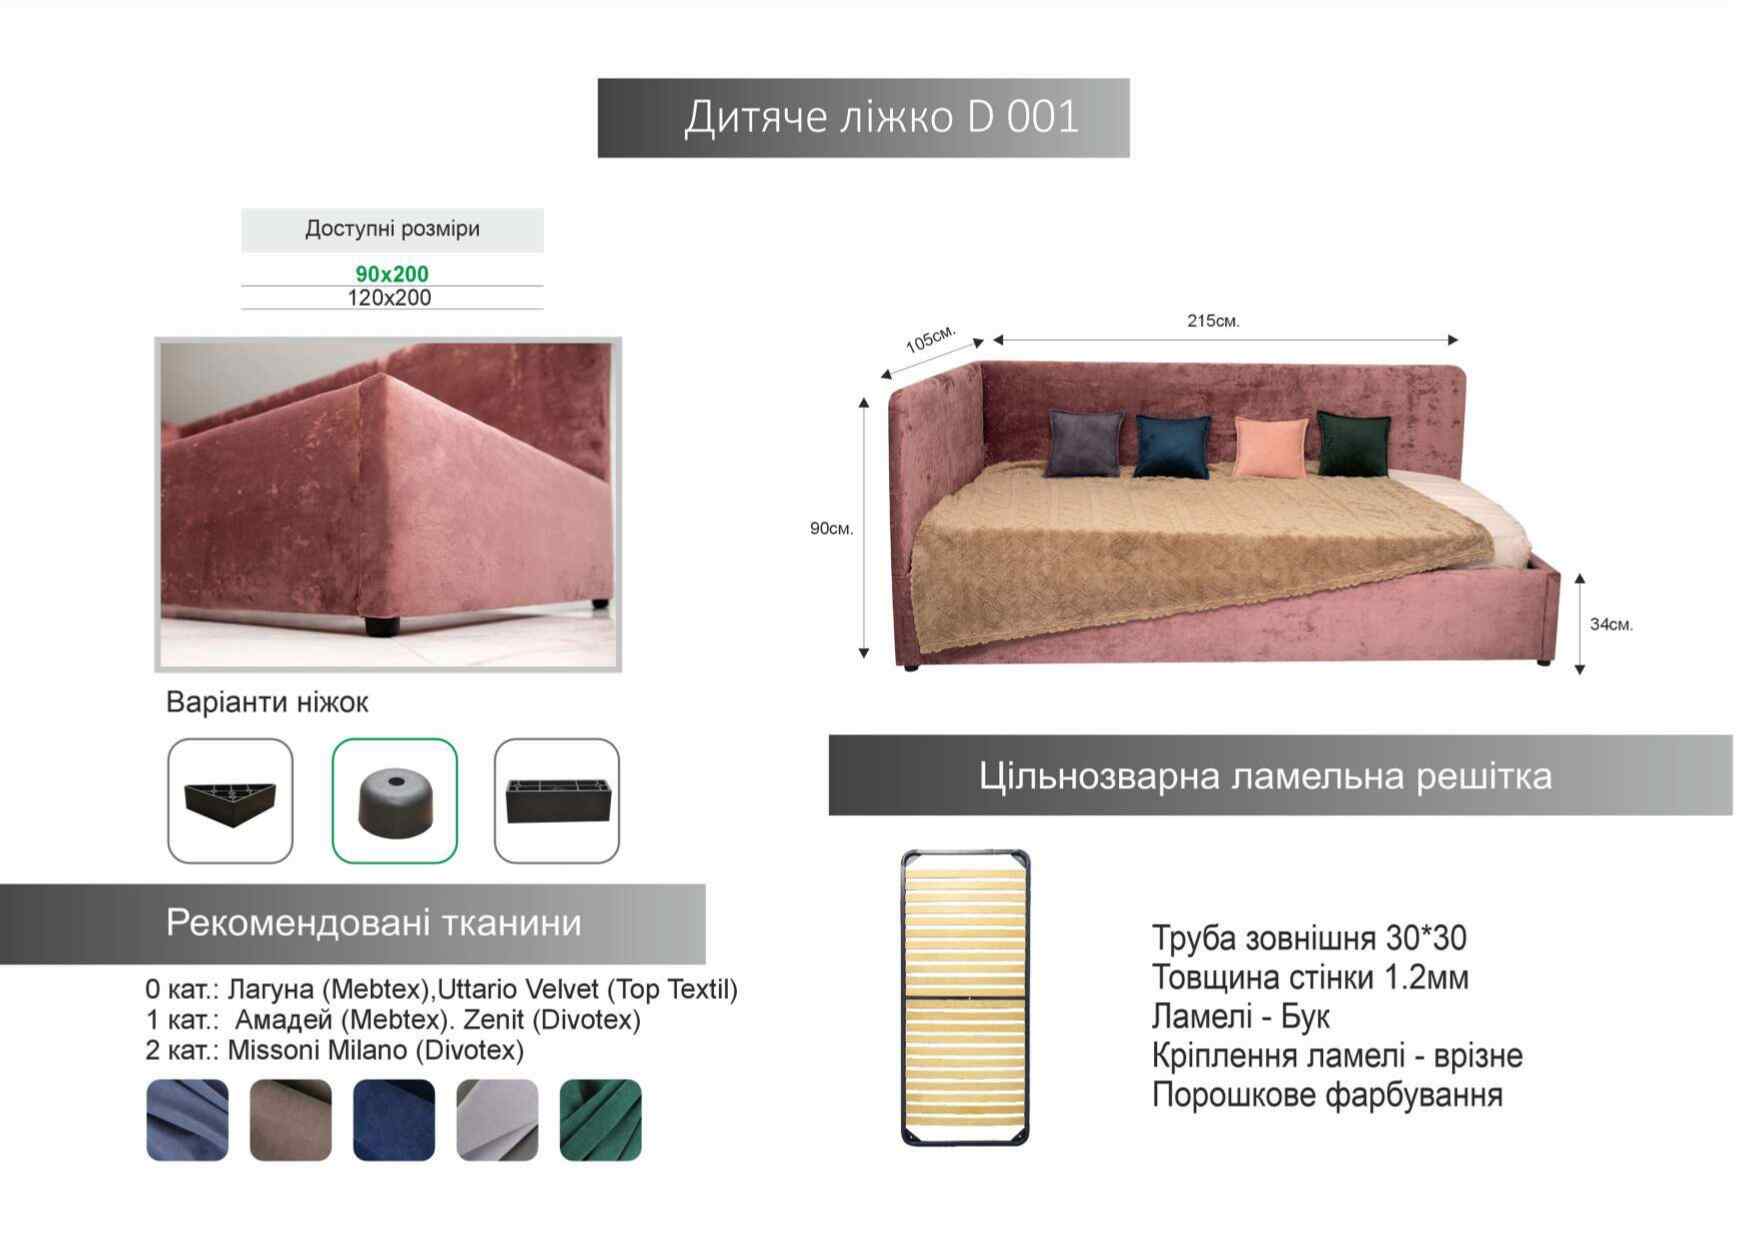 Дитяче ліжко D 001
Доступні розміри
90х200
120х200
105см.
215см.
90см.
34см.
Варіанти ніжок
Цільнозварна ламельна решітка
Рекомендовані тканини
0 кат.: Лагуна (Mebtex),Uttario Velvet (Top Textil)
1 кат.: Амадей (Mebtex). Zenit (Divotex)
2 кат.: Missoni Milano (Divotex)
Труба зовнішня 30*30
Товщина стінки 1.2мм
Ламелі - Бук
Кріплення ламелі - врізне
Порошкове фарбування